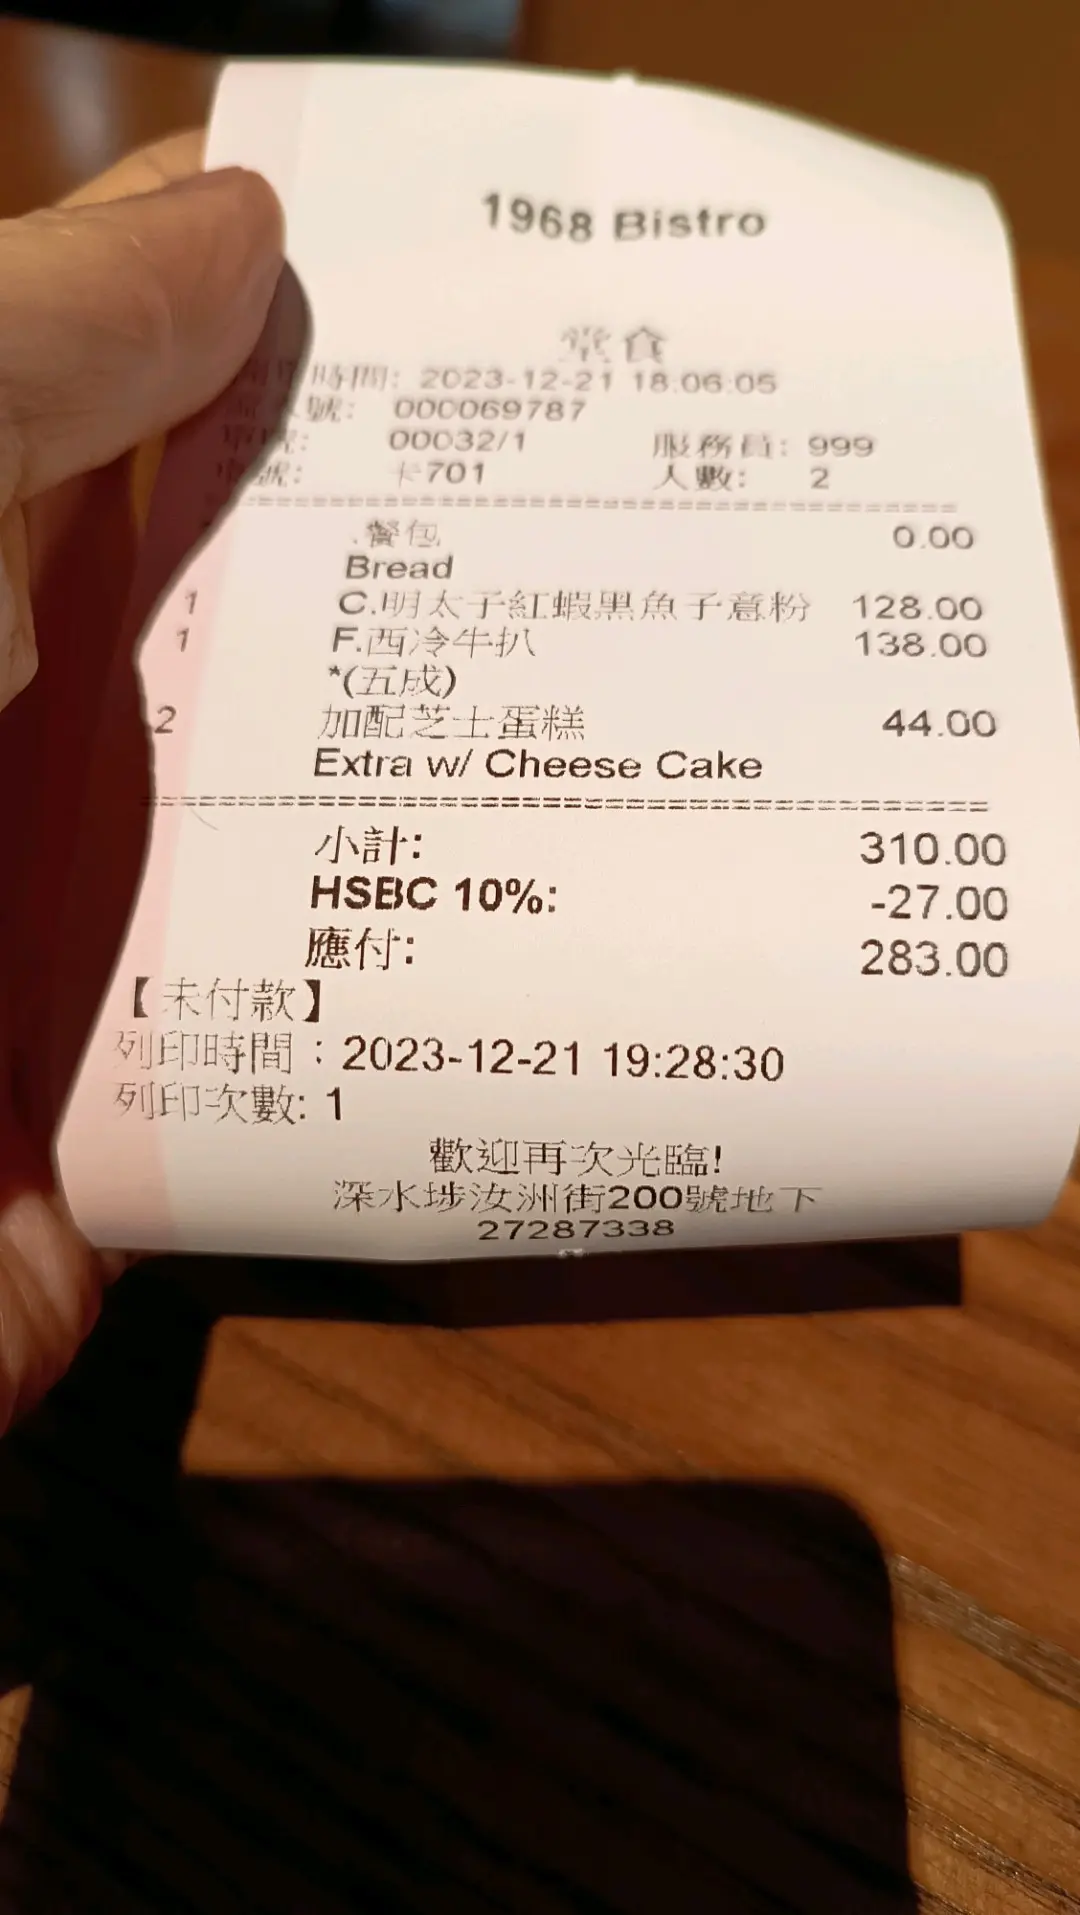 1968 Bistro
堂食
時間: 2023-12-21 18:06:05
號: 000069787
單號: 00032/1 服務員: 999
號: 卡701 人數: 2
.餐包 0.00
Bread
1 C.明太子紅蝦黑魚子意粉 128.00
1 F.西冷牛扒 138.00
*(五成)
2 加配芝士蛋糕 44.00
Extra w/ Cheese Cake
小計: 310.00
HSBC 10%: -27.00
應付: 283.00
【未付款】
列印時間：2023-12-21 19:28:30
列印次數: 1
歡迎再次光臨!
深水埗汝洲街200號地下
27287338